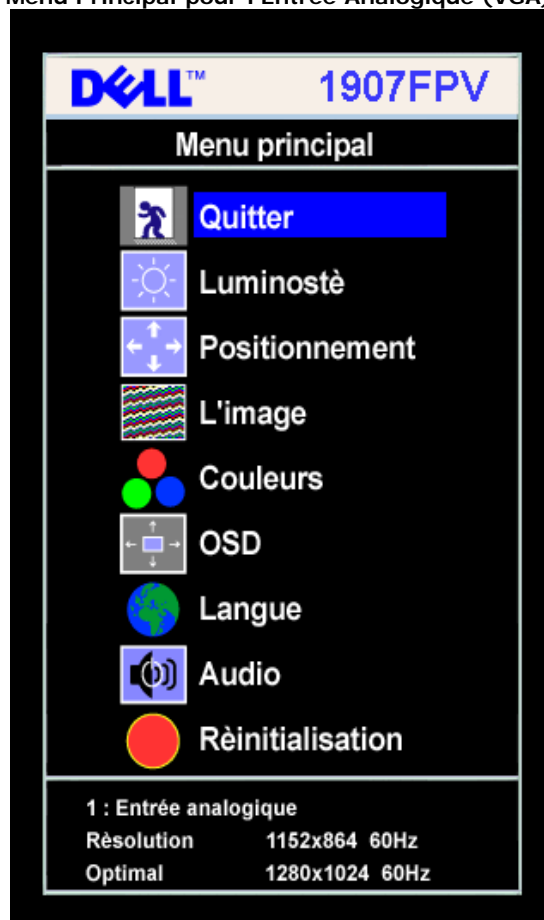 Menu Principal pour l'Entrée Analogique (VGA)
DELL™ 1907FPV
Menu principal
Quitter
Luminostè
Positionnement
L'image
Couleurs
OSD
Langue
Audio
Rèinitialisation
1 : Entrée analogique
Rèsolution 1152x864 60Hz
Optimal 1280x1024 60Hz